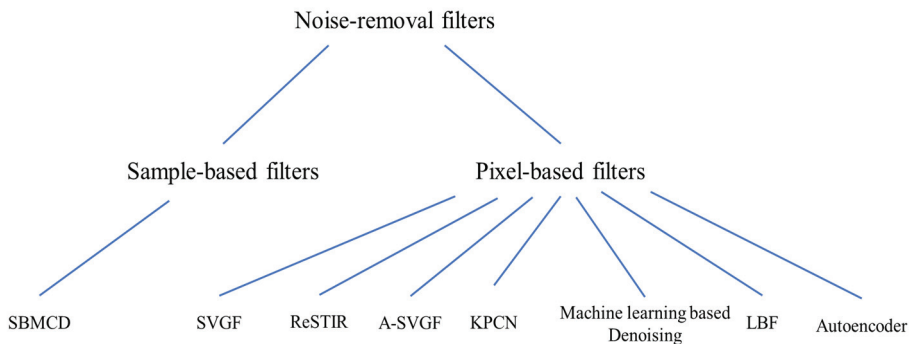 Noise-removal filters
Sample-based filters
Pixel-based filters
SBMCD
SVGF
ReSTIR
A-SVGF
KPCN
Machine learning based
Denoising
LBF
Autoencoder